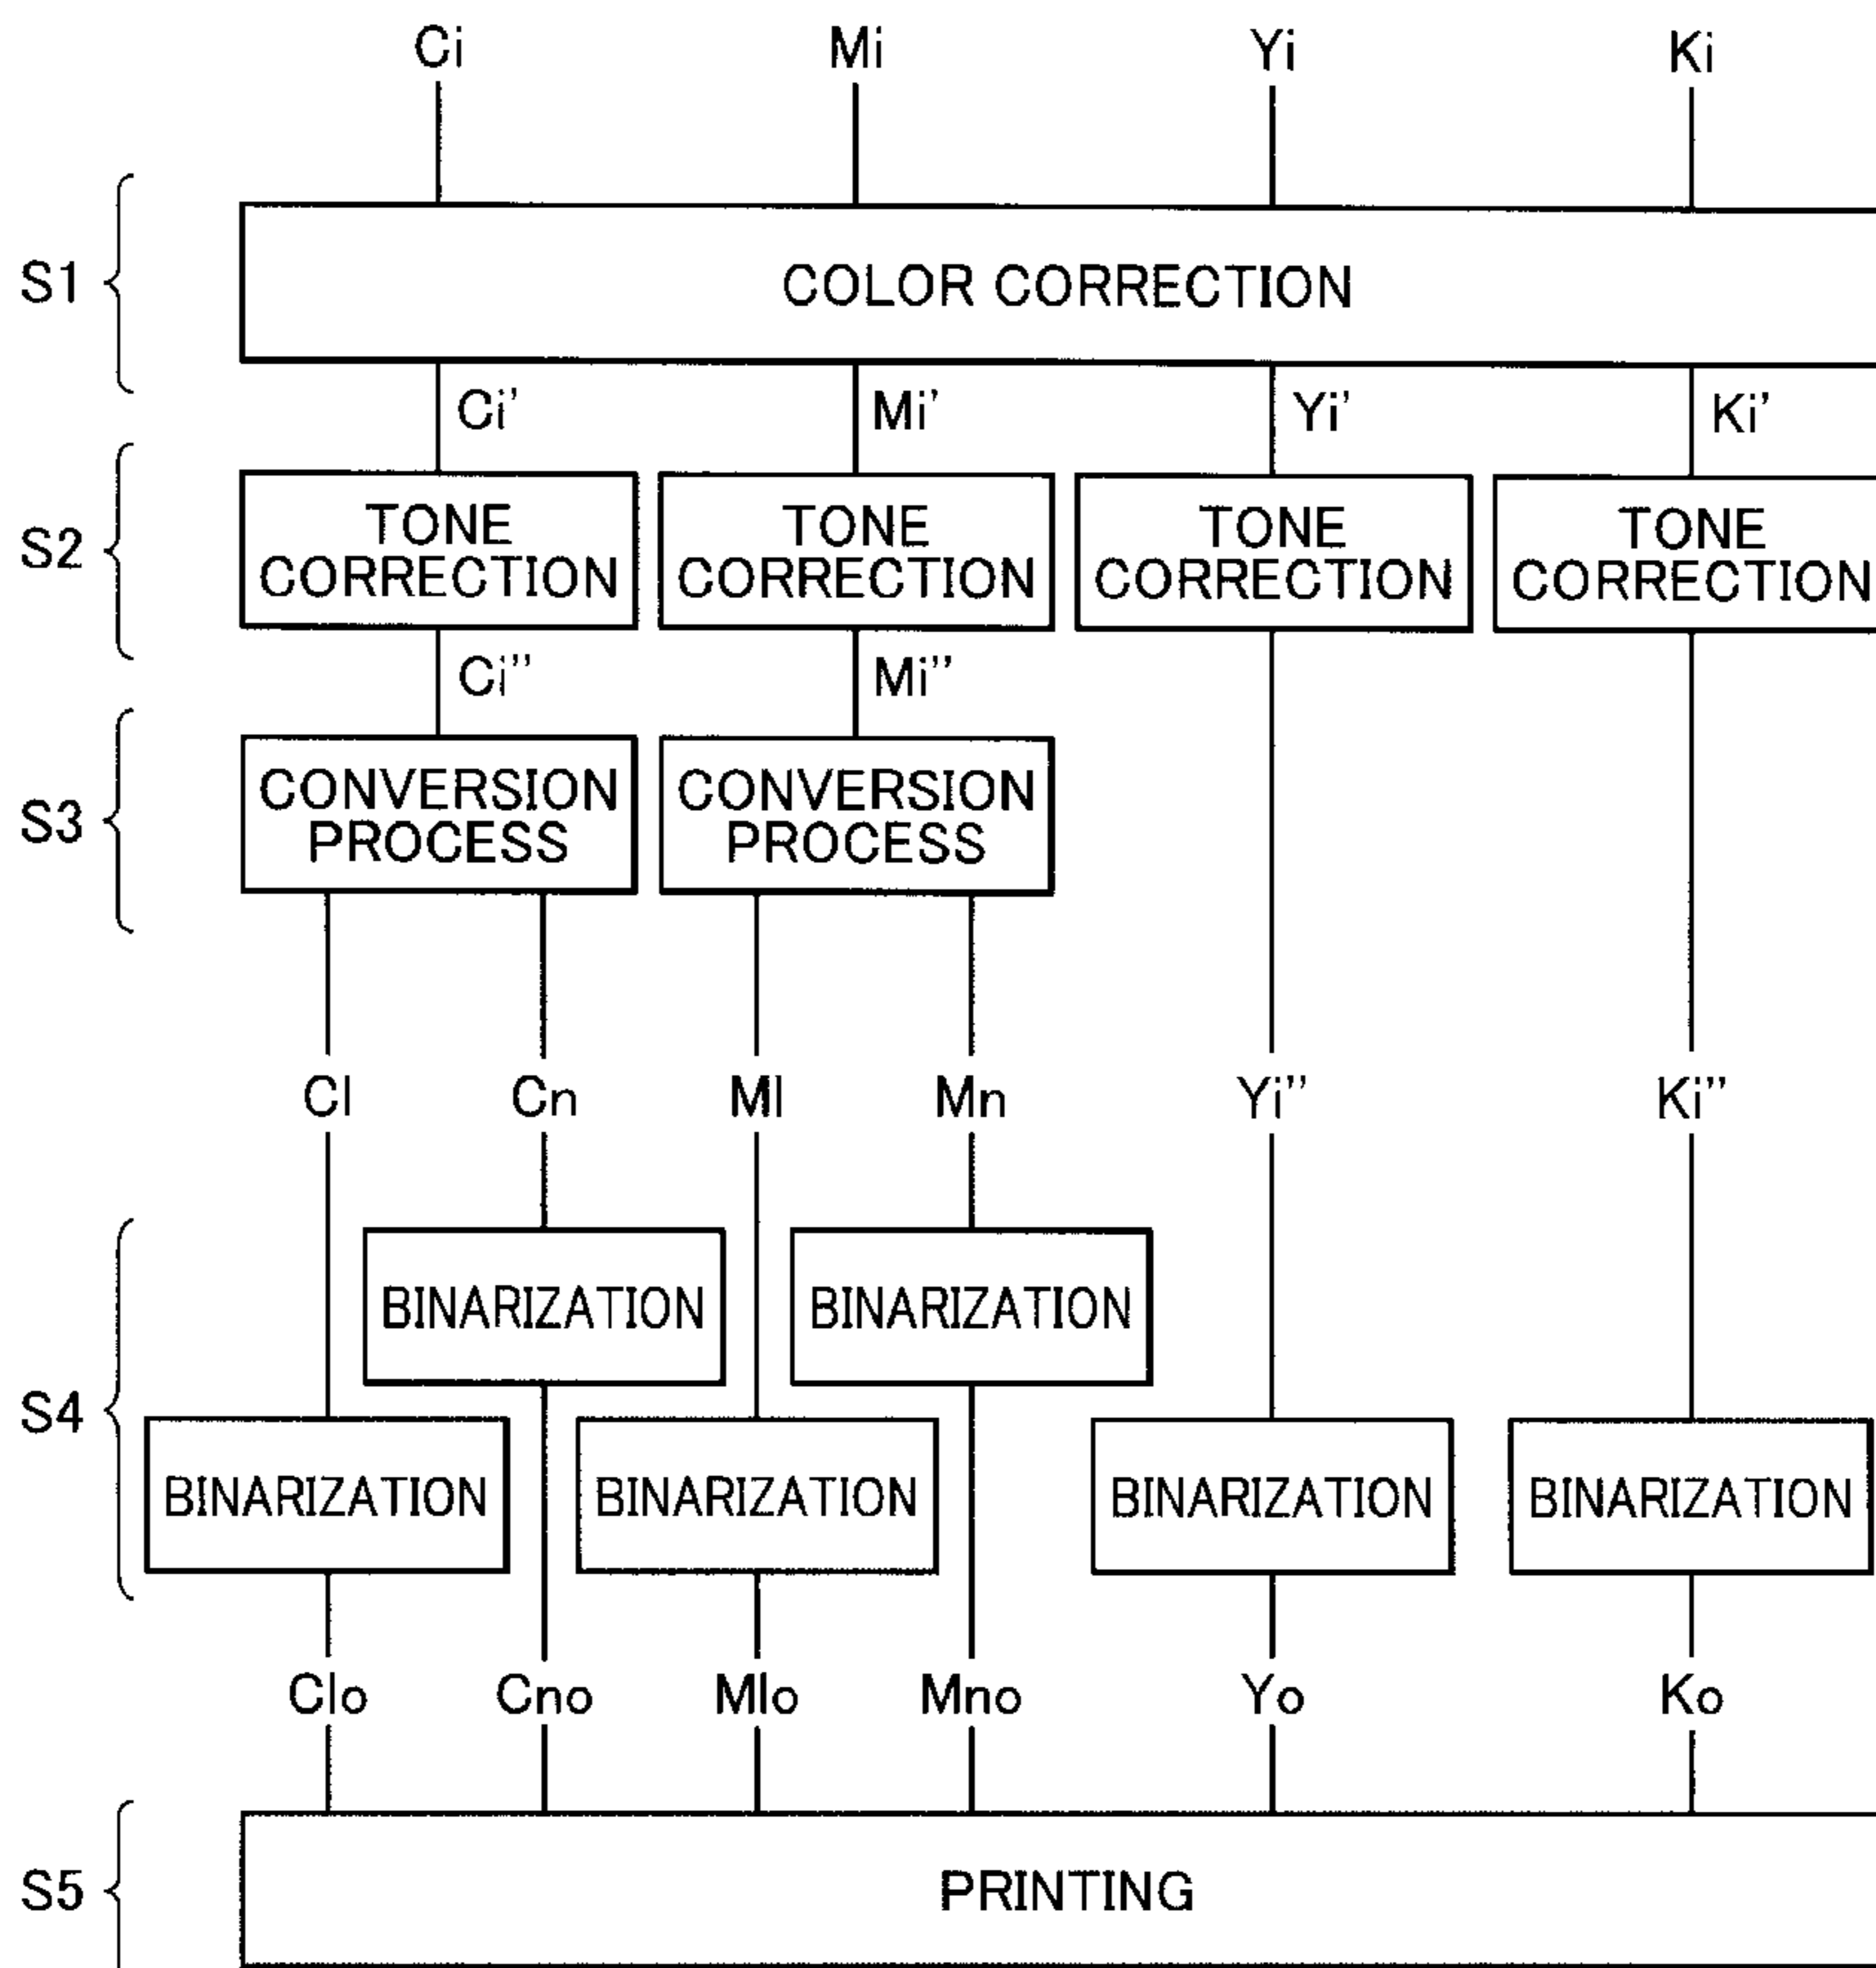 Ci Mi Yi Ki
S1 COLOR CORRECTION
Ci' Mi' Yi' Ki'
S2
TONE CORRECTION
TONE CORRECTION
TONE CORRECTION
TONE CORRECTION
Ci'' Mi''
S3
CONVERSION PROCESS
CONVERSION PROCESS
Cl Cn Ml Mn Yi'' Ki''
BINARIZATION BINARIZATION
S4
BINARIZATION BINARIZATION BINARIZATION BINARIZATION
Clo Cno Mlo Mno Yo Ko
S5 PRINTING